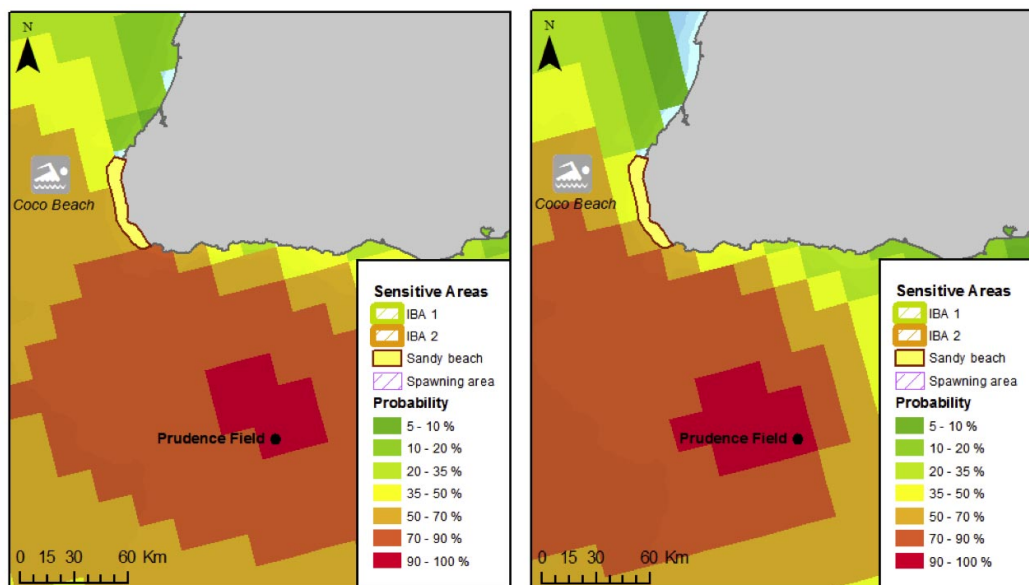 N
Coco Beach
Sensitive Areas
IBA 1
IBA 2
Sandy beach
Spawning area
Probability
5 - 10 %
10 - 20 %
20 - 35 %
35 - 50 %
50 - 70 %
70 - 90 %
90 - 100 %
Prudence Field
0 15 30 60 Km
N
Coco Beach
Sensitive Areas
IBA 1
IBA 2
Sandy beach
Spawning area
Probability
5 - 10 %
10 - 20 %
20 - 35 %
35 - 50 %
50 - 70 %
70 - 90 %
90 - 100 %
Prudence Field
0 15 30 60 Km